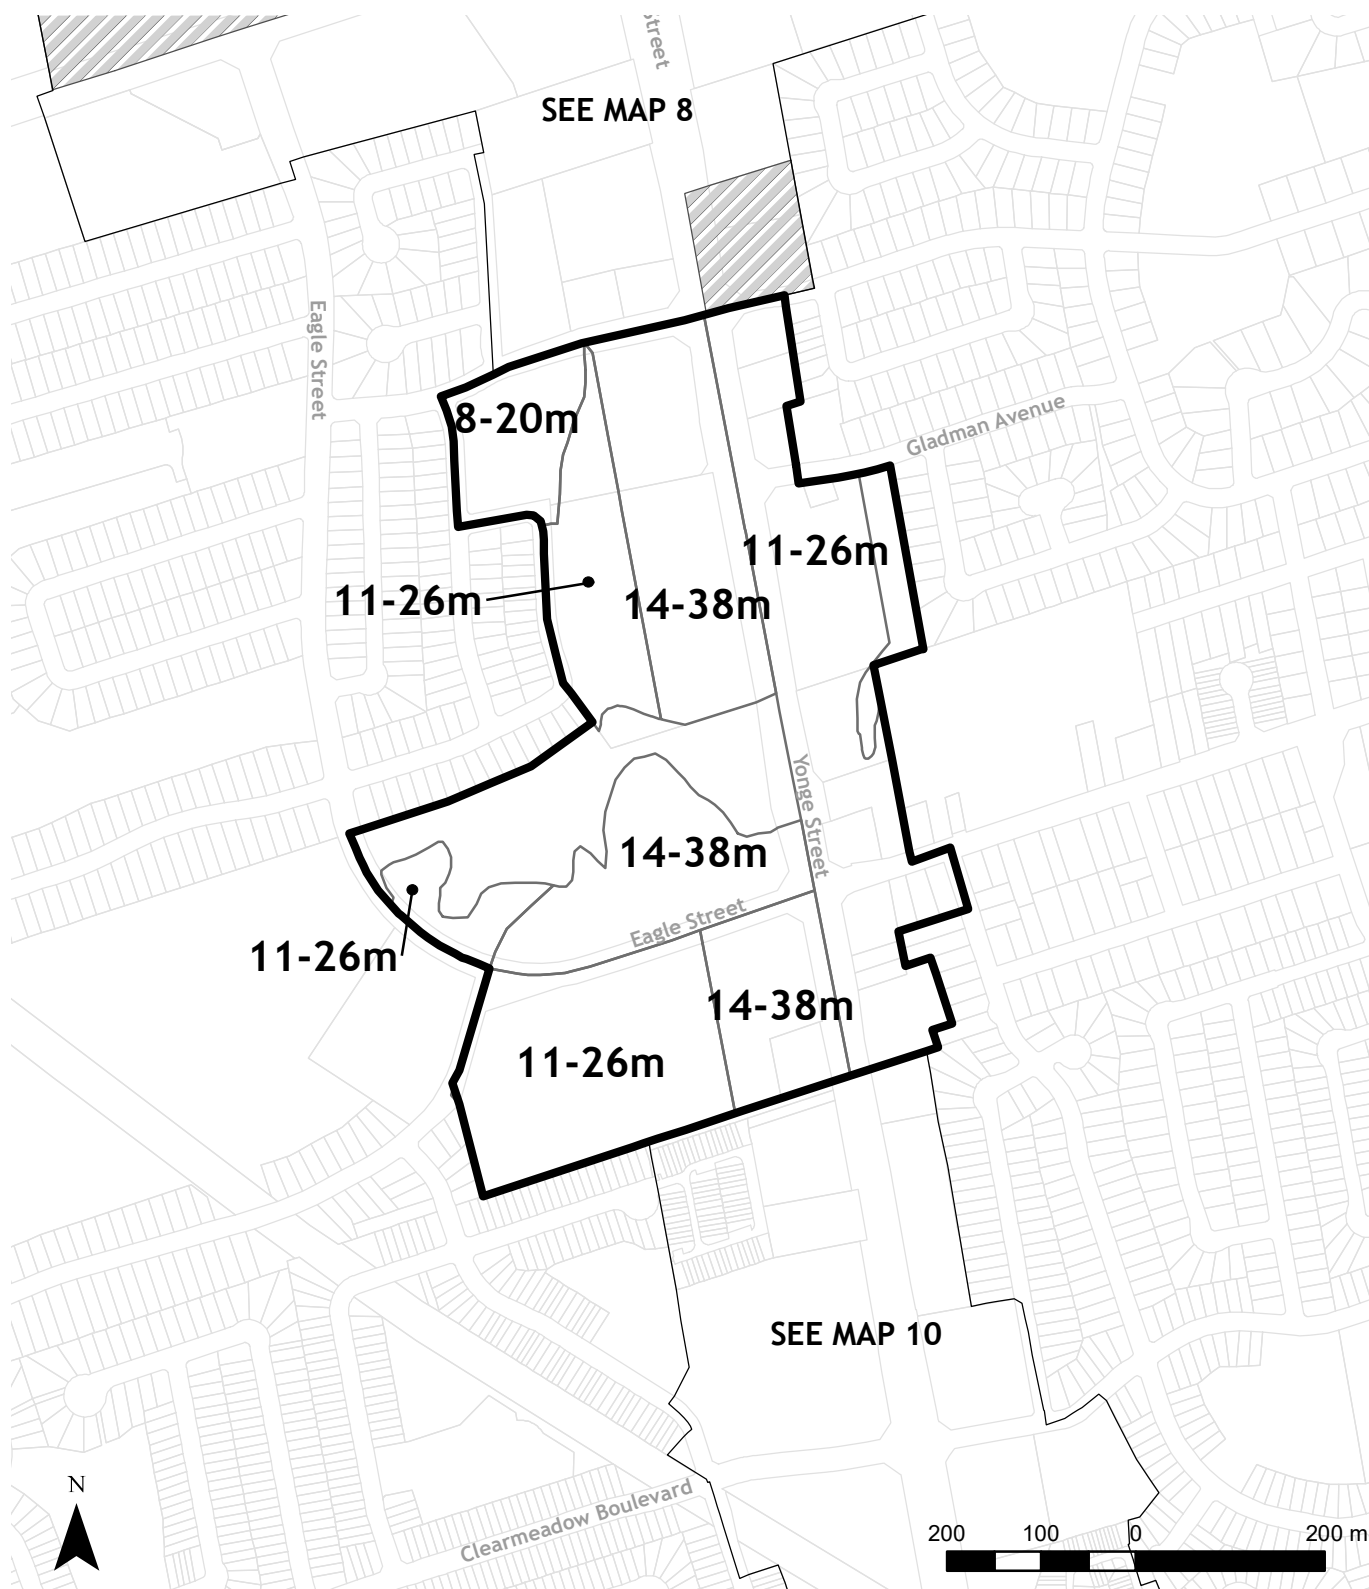 Street
SEE MAP 8
Eagle Street
8-20m
Gladman Avenue
11-26m
11-26m
14-38m
Yonge Street
14-38m
Eagle Street
11-26m
14-38m
11-26m
SEE MAP 10
N
Clearmeadow Boulevard
200 100 0 200 m